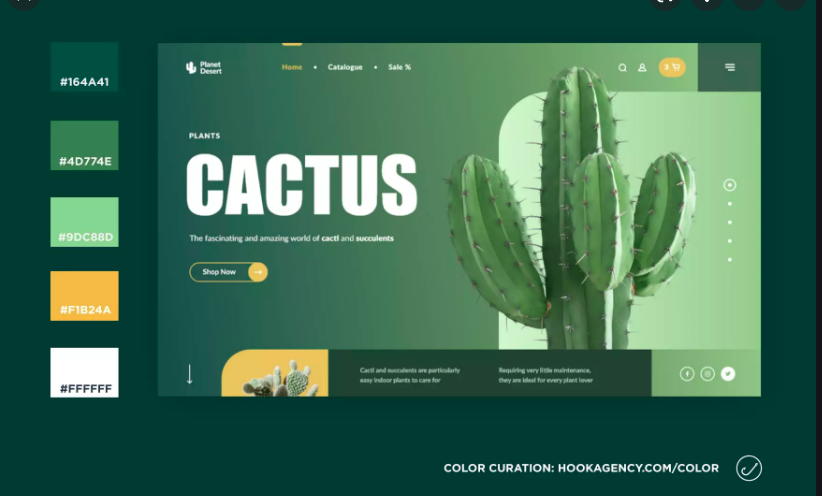 #164A41
#4D774E
#9DC88D
#F1B24A
#FFFFFF
Planet
Desert
Home • Catalogue • Sale %
3
PLANTS
CACTUS
The fascinating and amazing world of cacti and succulents
Shop Now
Cacti and succulents are particularly
easy indoor plants to care for
Requiring very little maintenance,
they are ideal for every plant lover
COLOR CURATION: HOOKAGENCY.COM/COLOR